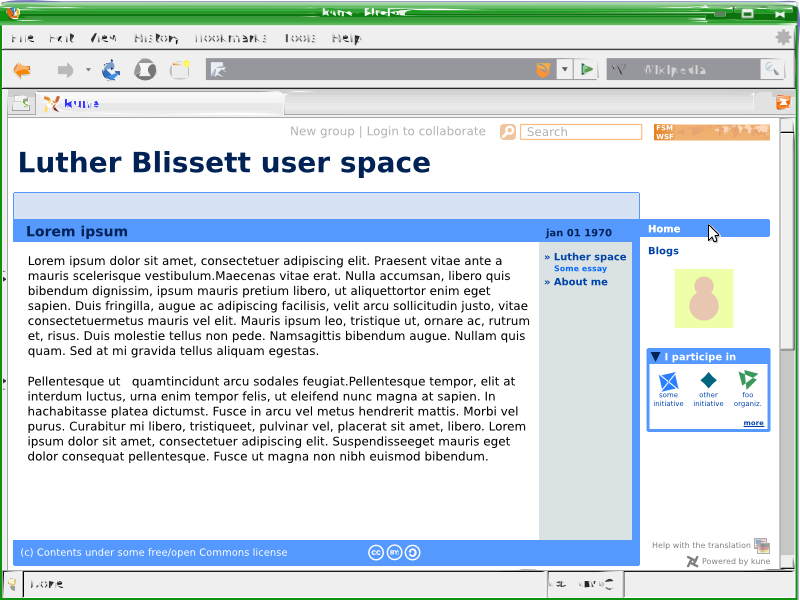 kune - Firefox
File Edit View History Bookmarks Tools Help
Wikipedia
kune
New group | Login to collaborate
Search
FSM
WSF
Luther Blissett user space
Lorem ipsum
jan 01 1970
Home
Blogs
Lorem ipsum dolor sit amet, consectetuer adipiscing elit. Praesent vitae ante a
mauris scelerisque vestibulum.Maecenas vitae erat. Nulla accumsan, libero quis
bibendum dignissim, ipsum mauris pretium libero, ut aliquettortor enim eget
sapien. Duis fringilla, augue ac adipiscing facilisis, velit arcu sollicitudin justo, vitae
consectetuermetus mauris vel elit. Mauris ipsum leo, tristique ut, ornare ac, rutrum
et, risus. Duis molestie tellus non pede. Namsagittis bibendum augue. Nullam quis
quam. Sed at mi gravida tellus aliquam egestas.
Pellentesque ut quamtincidunt arcu sodales feugiat.Pellentesque tempor, elit at
interdum luctus, urna enim tempor felis, ut eleifend nunc magna at sapien. In
hachabitasse platea dictumst. Fusce in arcu vel metus hendrerit mattis. Morbi vel
purus. Curabitur mi libero, tristiqueet, pulvinar vel, placerat sit amet, libero. Lorem
ipsum dolor sit amet, consectetuer adipiscing elit. Suspendisseeget mauris eget
dolor consequat pellentesque. Fusce ut magna non nibh euismod bibendum.
» Luther space
Some essay
» About me
I participe in
some initiative
other initiative
foo organiz.
more
(c) Contents under some free/open Commons license
CC BY:
Help with the translation
Powered by kune